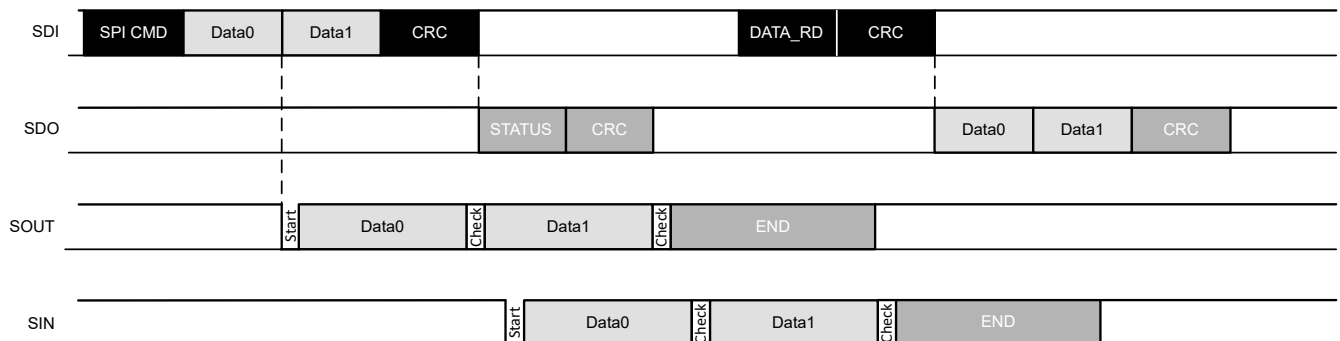 SDI SPI CMD Data0 Data1 CRC DATA_RD CRC
SDO STATUS CRC Data0 Data1 CRC
SOUT Start Data0 Check Data1 Check END
SIN Start Data0 Check Data1 Check END